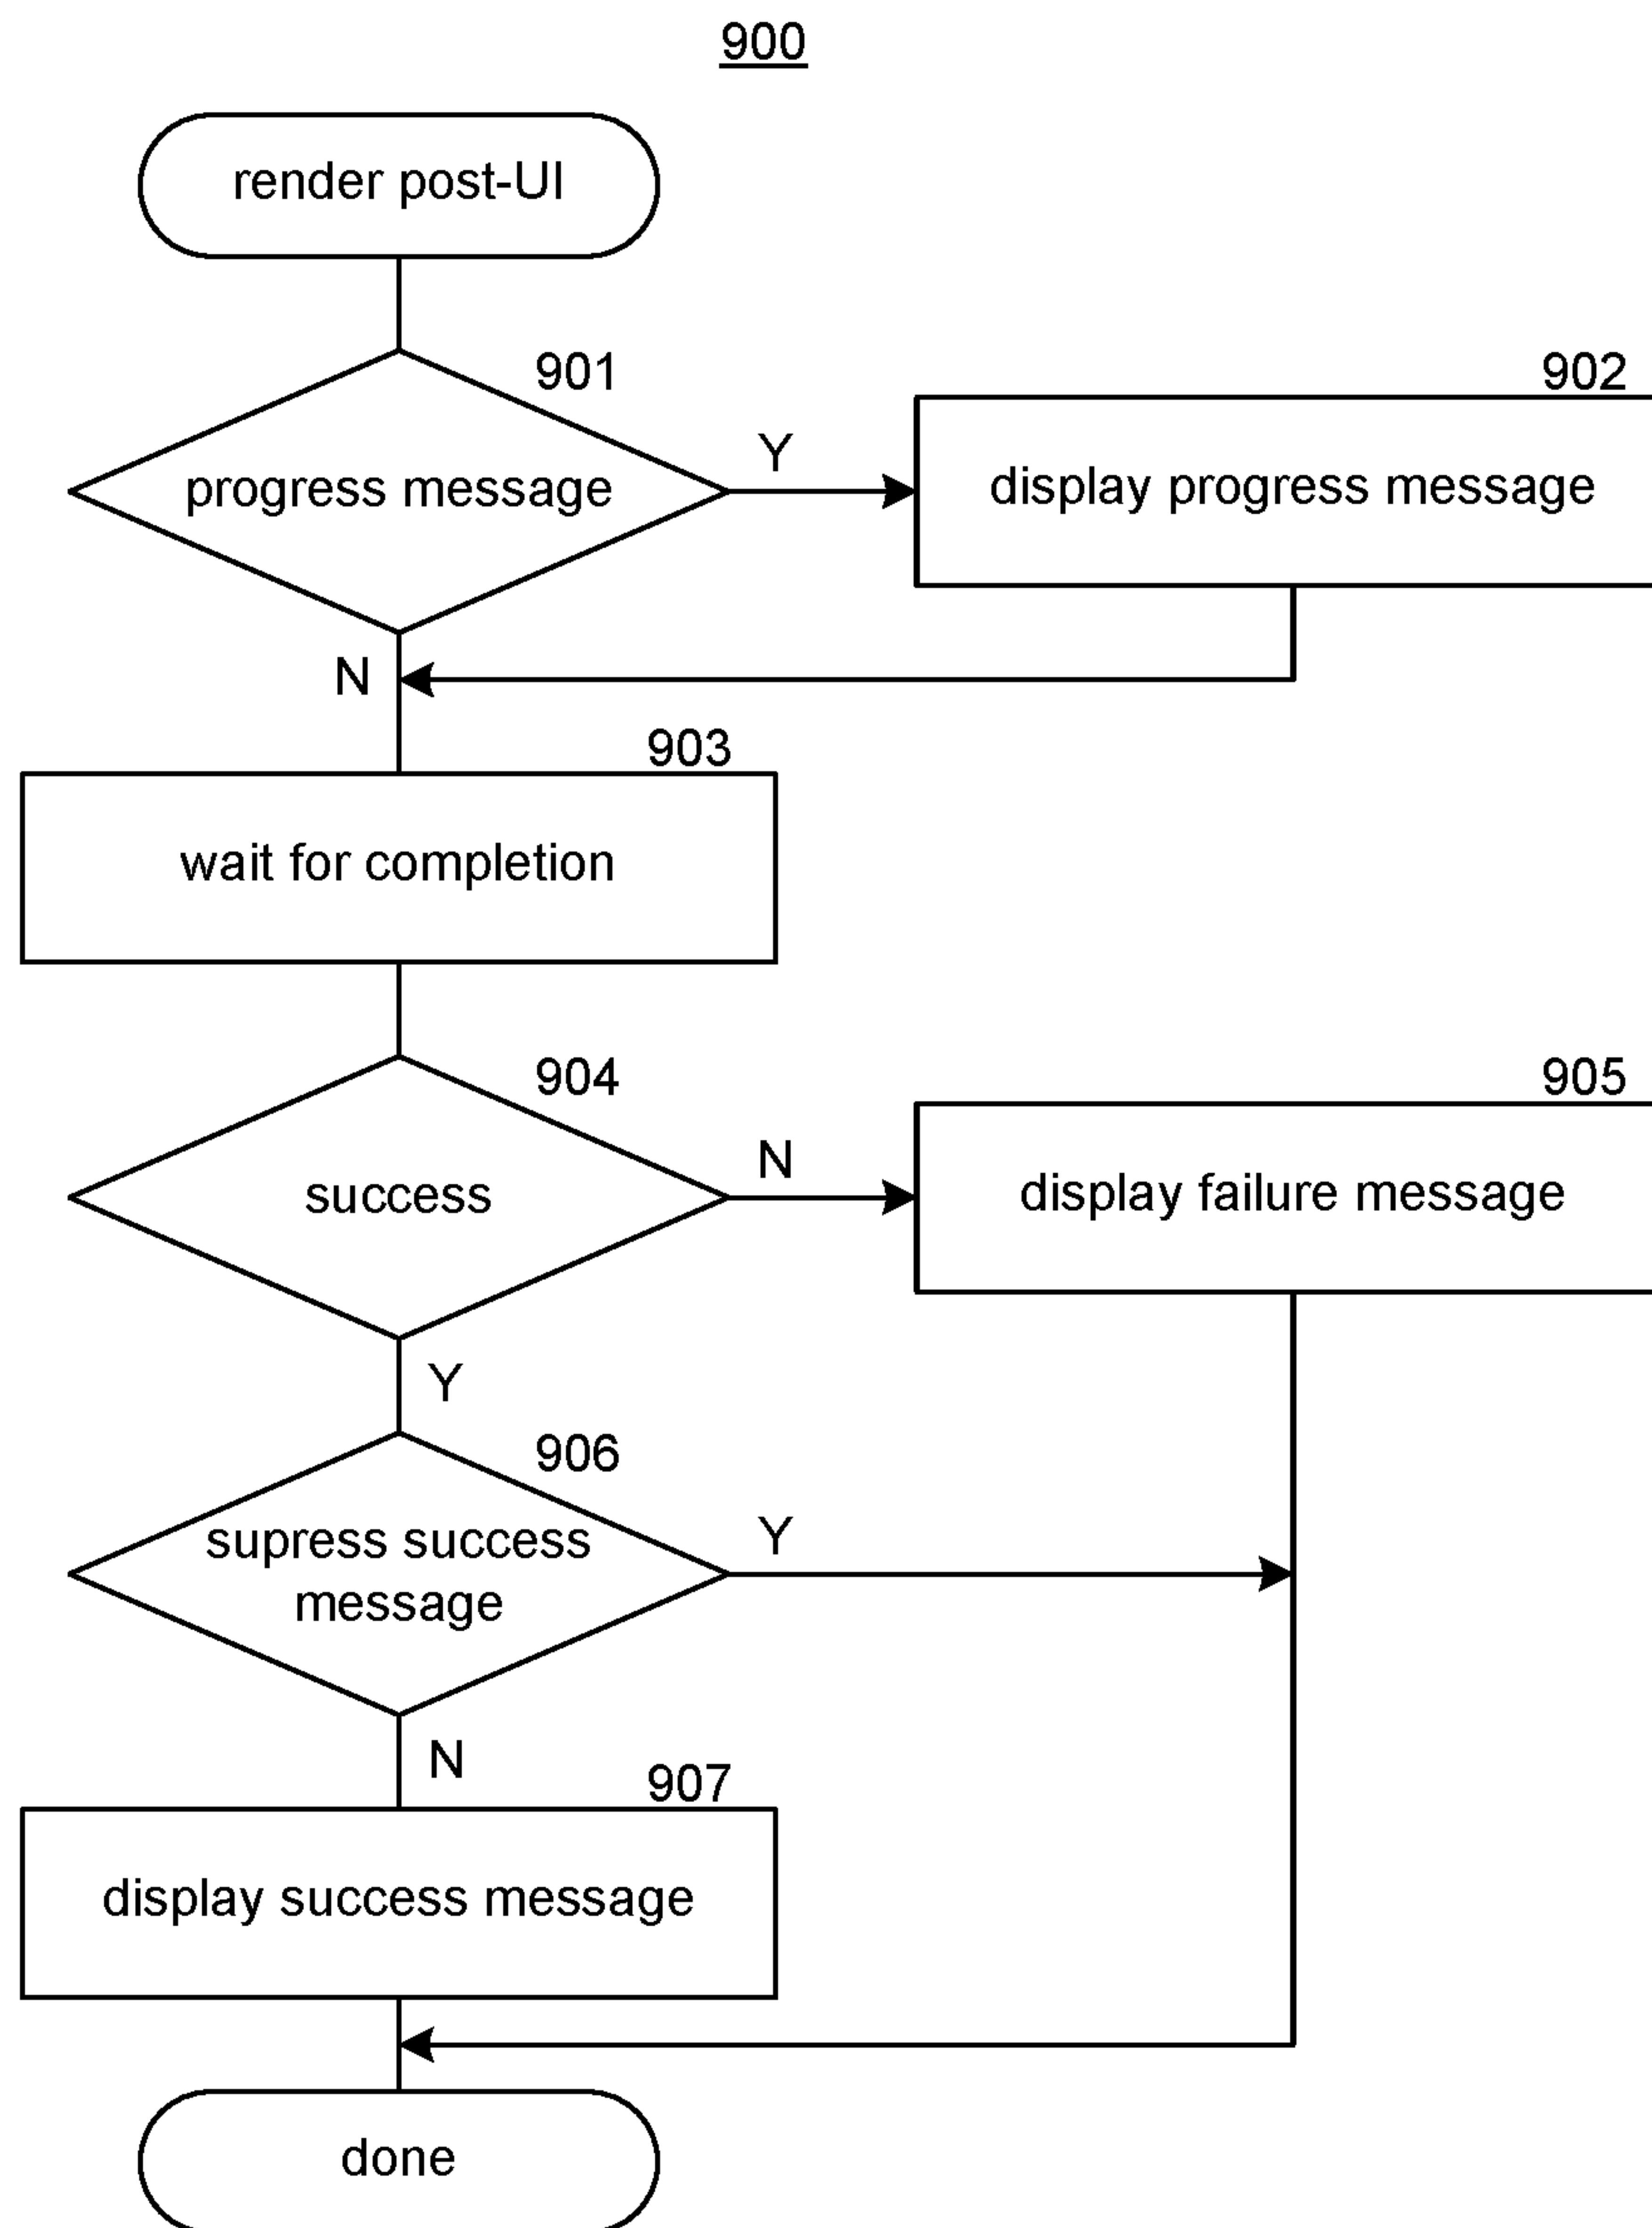 900
render post-UI
901
progress message
Y
902
display progress message
N
903
wait for completion
904
success
N
905
display failure message
Y
906
supress success
message
Y
N
907
display success message
done